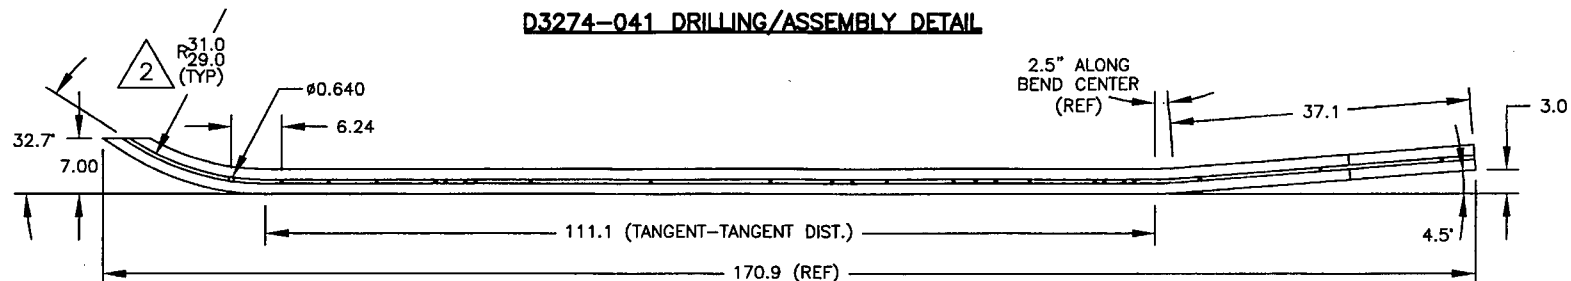 D3274-041 DRILLING/ASSEMBLY DETAIL
2
R31.0
29.0
(TYP)
ø0.640
6.24
2.5" ALONG
BEND CENTER
(REF)
37.1
3.0
32.7°
7.00
111.1 (TANGENT-TANGENT DIST.)
4.5°
170.9 (REF)